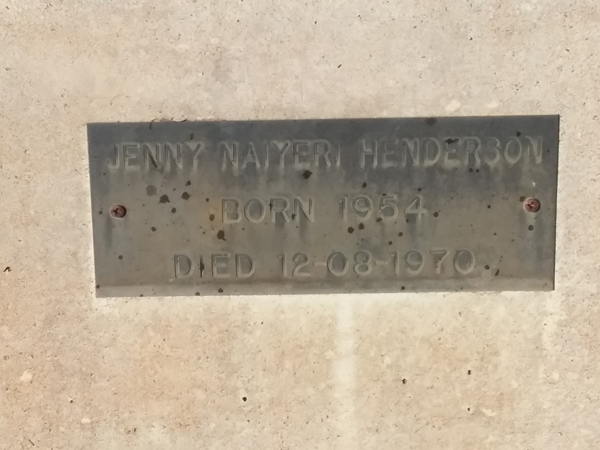 JENNY NAIYERI HENDERSON
BORN 1954
DIED 12-08-1970